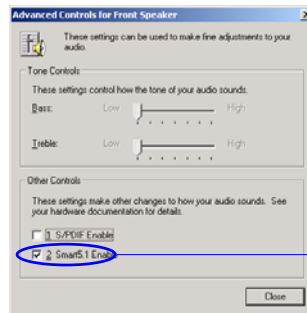 Advanced Controls for Front Speaker
These settings can be used to make fine adjustments to your
audio.
Tone Controls
These settings control how the tone of your audio sounds.
Bass: Low High
Treble: Low High
Other Controls
These settings make other changes to how your audio sounds. See
your hardware documentation for details.
1 S/PDIF Enable
2 Smart5.1 Enable
Close